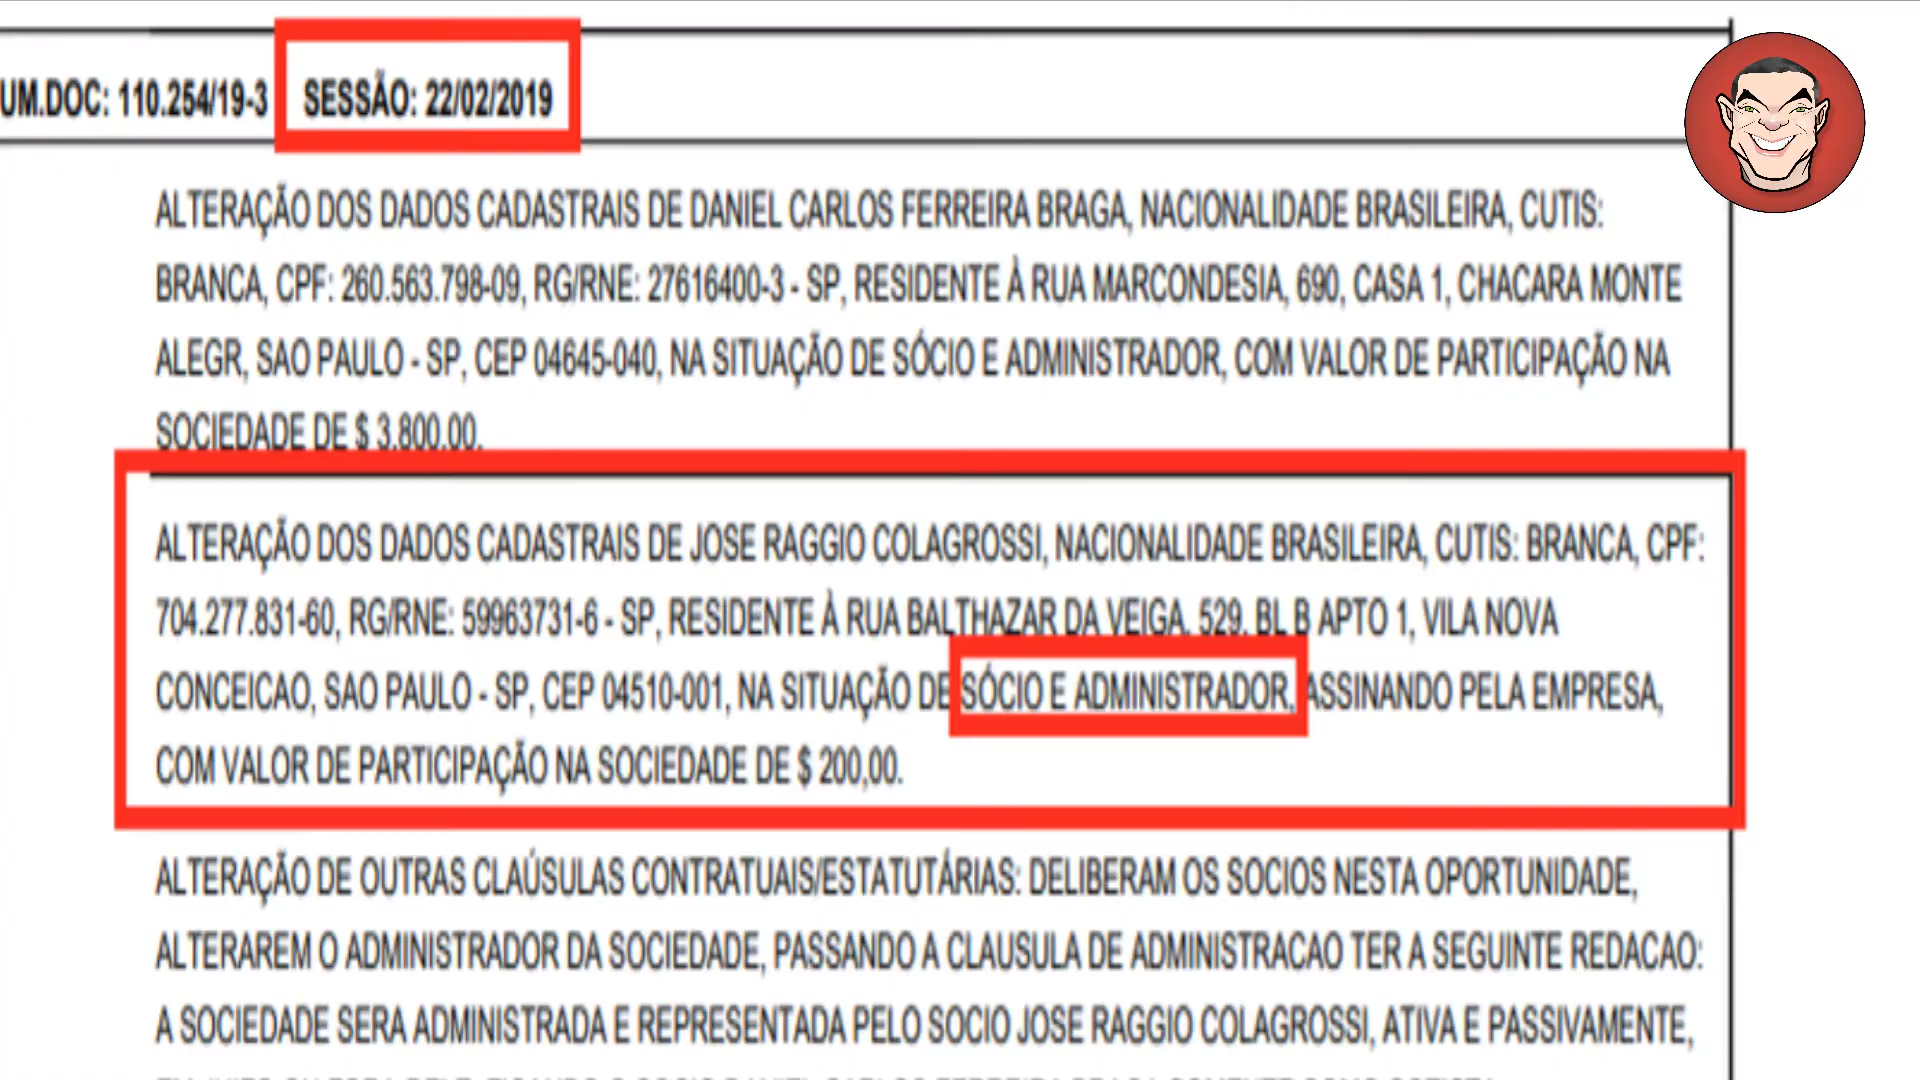 UM.DOC: 110.254/19-3 SESSÃO: 22/02/2019
ALTERAÇÃO DOS DADOS CADASTRAIS DE DANIEL CARLOS FERREIRA BRAGA, NACIONALIDADE BRASILEIRA, CUTIS:
BRANCA, CPF: 260.563.798-09, RG/RNE: 27616400-3 - SP, RESIDENTE À RUA MARCONDESIA, 690, CASA 1, CHACARA MONTE
ALEGR, SAO PAULO - SP, CEP 04645-040, NA SITUAÇÃO DE SÓCIO E ADMINISTRADOR, COM VALOR DE PARTICIPAÇÃO NA
SOCIEDADE DE $ 3.800,00.
ALTERAÇÃO DOS DADOS CADASTRAIS DE JOSE RAGGIO COLAGROSSI, NACIONALIDADE BRASILEIRA, CUTIS: BRANCA, CPF:
704.277.831-60, RG/RNE: 59963731-6 - SP, RESIDENTE À RUA BALTHAZAR DA VEIGA, 529, BL B APTO 1, VILA NOVA
CONCEICAO, SAO PAULO - SP, CEP 04510-001, NA SITUAÇÃO DE SÓCIO E ADMINISTRADOR, ASSINANDO PELA EMPRESA,
COM VALOR DE PARTICIPAÇÃO NA SOCIEDADE DE $ 200,00.
ALTERAÇÃO DE OUTRAS CLAÚSULAS CONTRATUAIS/ESTATUTÁRIAS: DELIBERAM OS SOCIOS NESTA OPORTUNIDADE,
ALTERAREM O ADMINISTRADOR DA SOCIEDADE, PASSANDO A CLAUSULA DE ADMINISTRACAO TER A SEGUINTE REDACAO:
A SOCIEDADE SERA ADMINISTRADA E REPRESENTADA PELO SOCIO JOSE RAGGIO COLAGROSSI, ATIVA E PASSIVAMENTE,